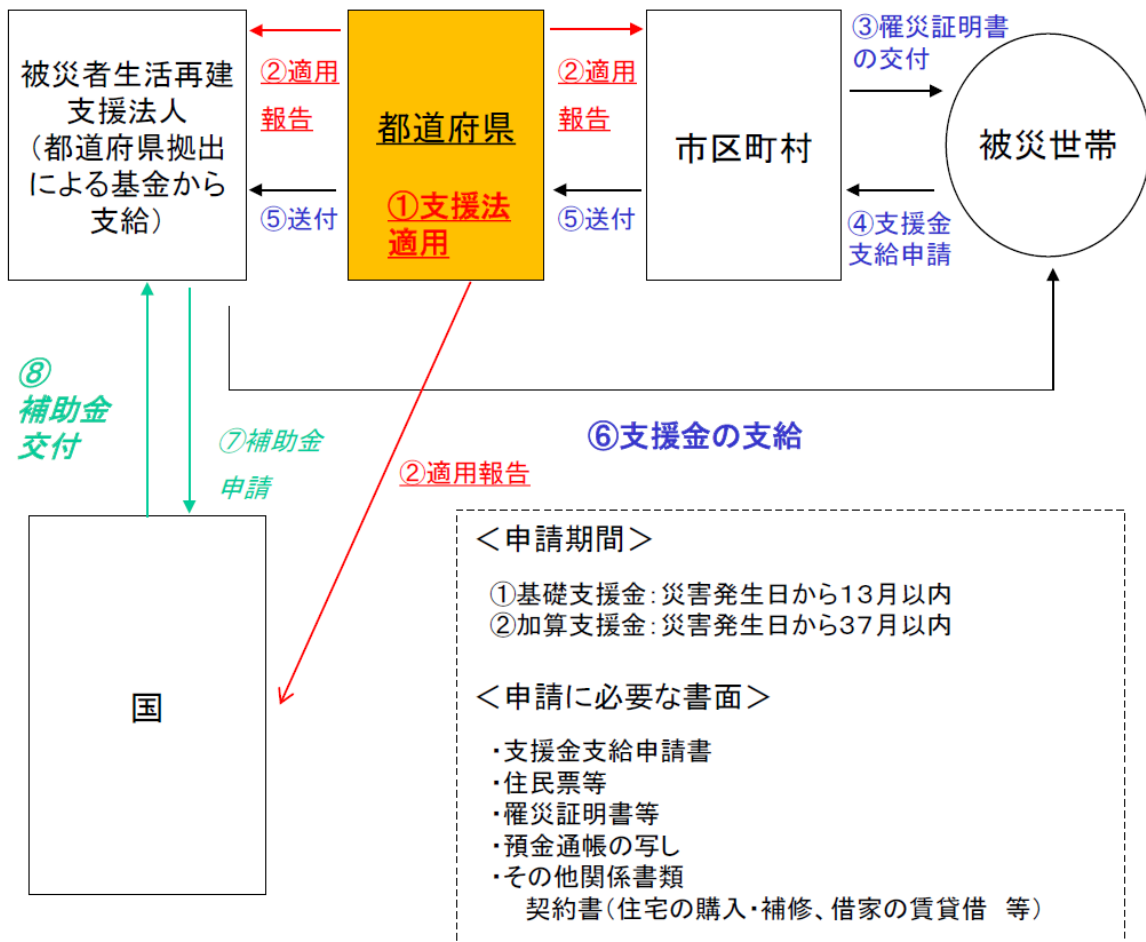 被災者生活再建
支援法人
（都道府県拠出
による基金から
支給）
②適用
報告
⑤送付
都道府県
①支援法
適用
②適用
報告
⑤送付
市区町村
③罹災証明書
の交付
④支援金
支給申請
被災世帯
⑧
補助金
交付
⑦補助金
申請
②適用報告
⑥支援金の支給
国
＜申請期間＞
①基礎支援金：災害発生日から１３月以内
②加算支援金：災害発生日から３７月以内
＜申請に必要な書面＞
・支援金支給申請書
・住民票等
・罹災証明書等
・預金通帳の写し
・その他関係書類
契約書（住宅の購入・補修、借家の賃貸借　等）